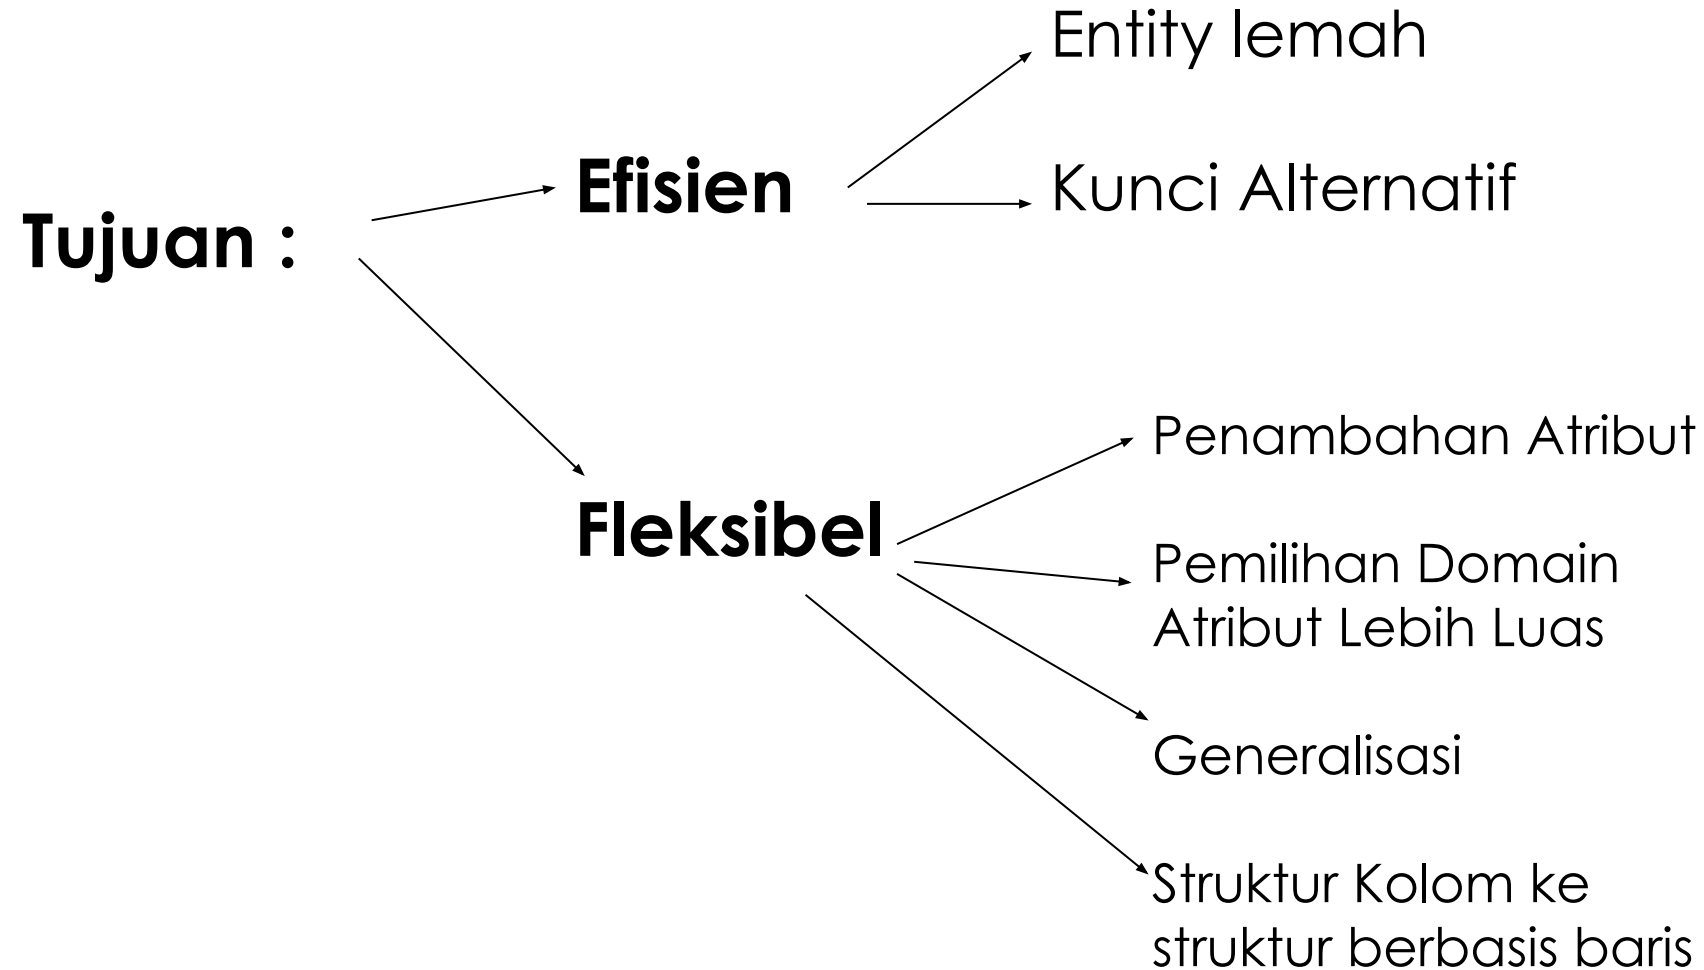 Tujuan :
Efisien
Entity lemah
Kunci Alternatif
Fleksibel
Penambahan Atribut
Pemilihan Domain
Atribut Lebih Luas
Generalisasi
Struktur Kolom ke
struktur berbasis baris